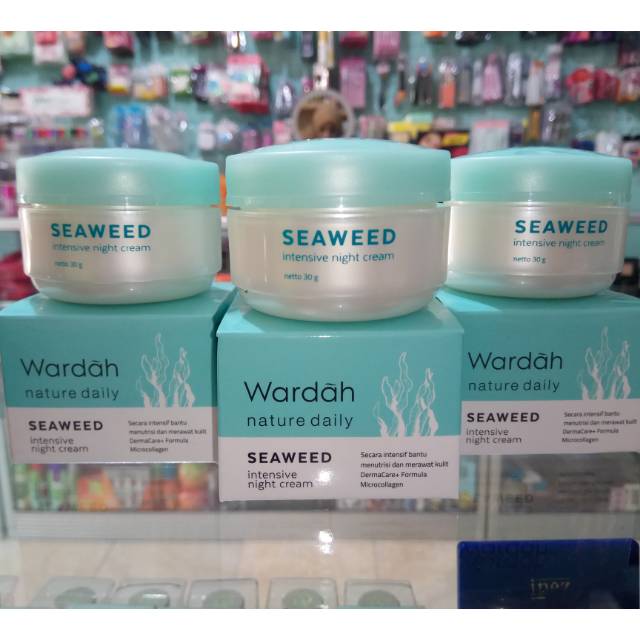 SEAWEED
intensive night cream
netto 30 g
SEAWEED
intensive night cream
netto 30 g
SEAWEED
intensive night cream
netto 30 g
Wardah
nature daily
SEAWEED
intensive
night cream
Secara intensif bantu
menutrisi dan merawat kulit
DermaCare+ Formula
Microcollagen
Wardah
nature daily
SEAWEED
intensive
night cream
Secara intensif bantu
menutrisi dan merawat kulit
DermaCare+ Formula
Microcollagen
Wardah
nature daily
SEAWEED
intensive
night cream
Secara intensif bantu
menutrisi dan merawat kulit
DermaCare+ Formula
Microcollagen
inez